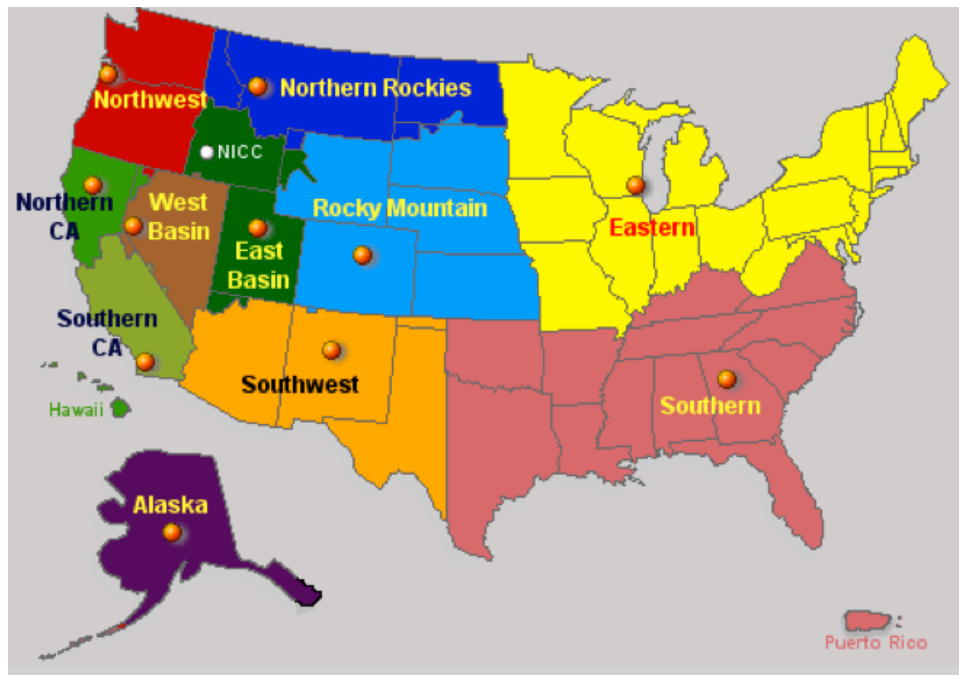 Northern Rockies
Northwest
NICC
Northern
CA
West
Basin
Rocky Mountain
Eastern
East
Basin
Southern
CA
Southwest
Hawaii
Southern
Alaska
Puerto Rico